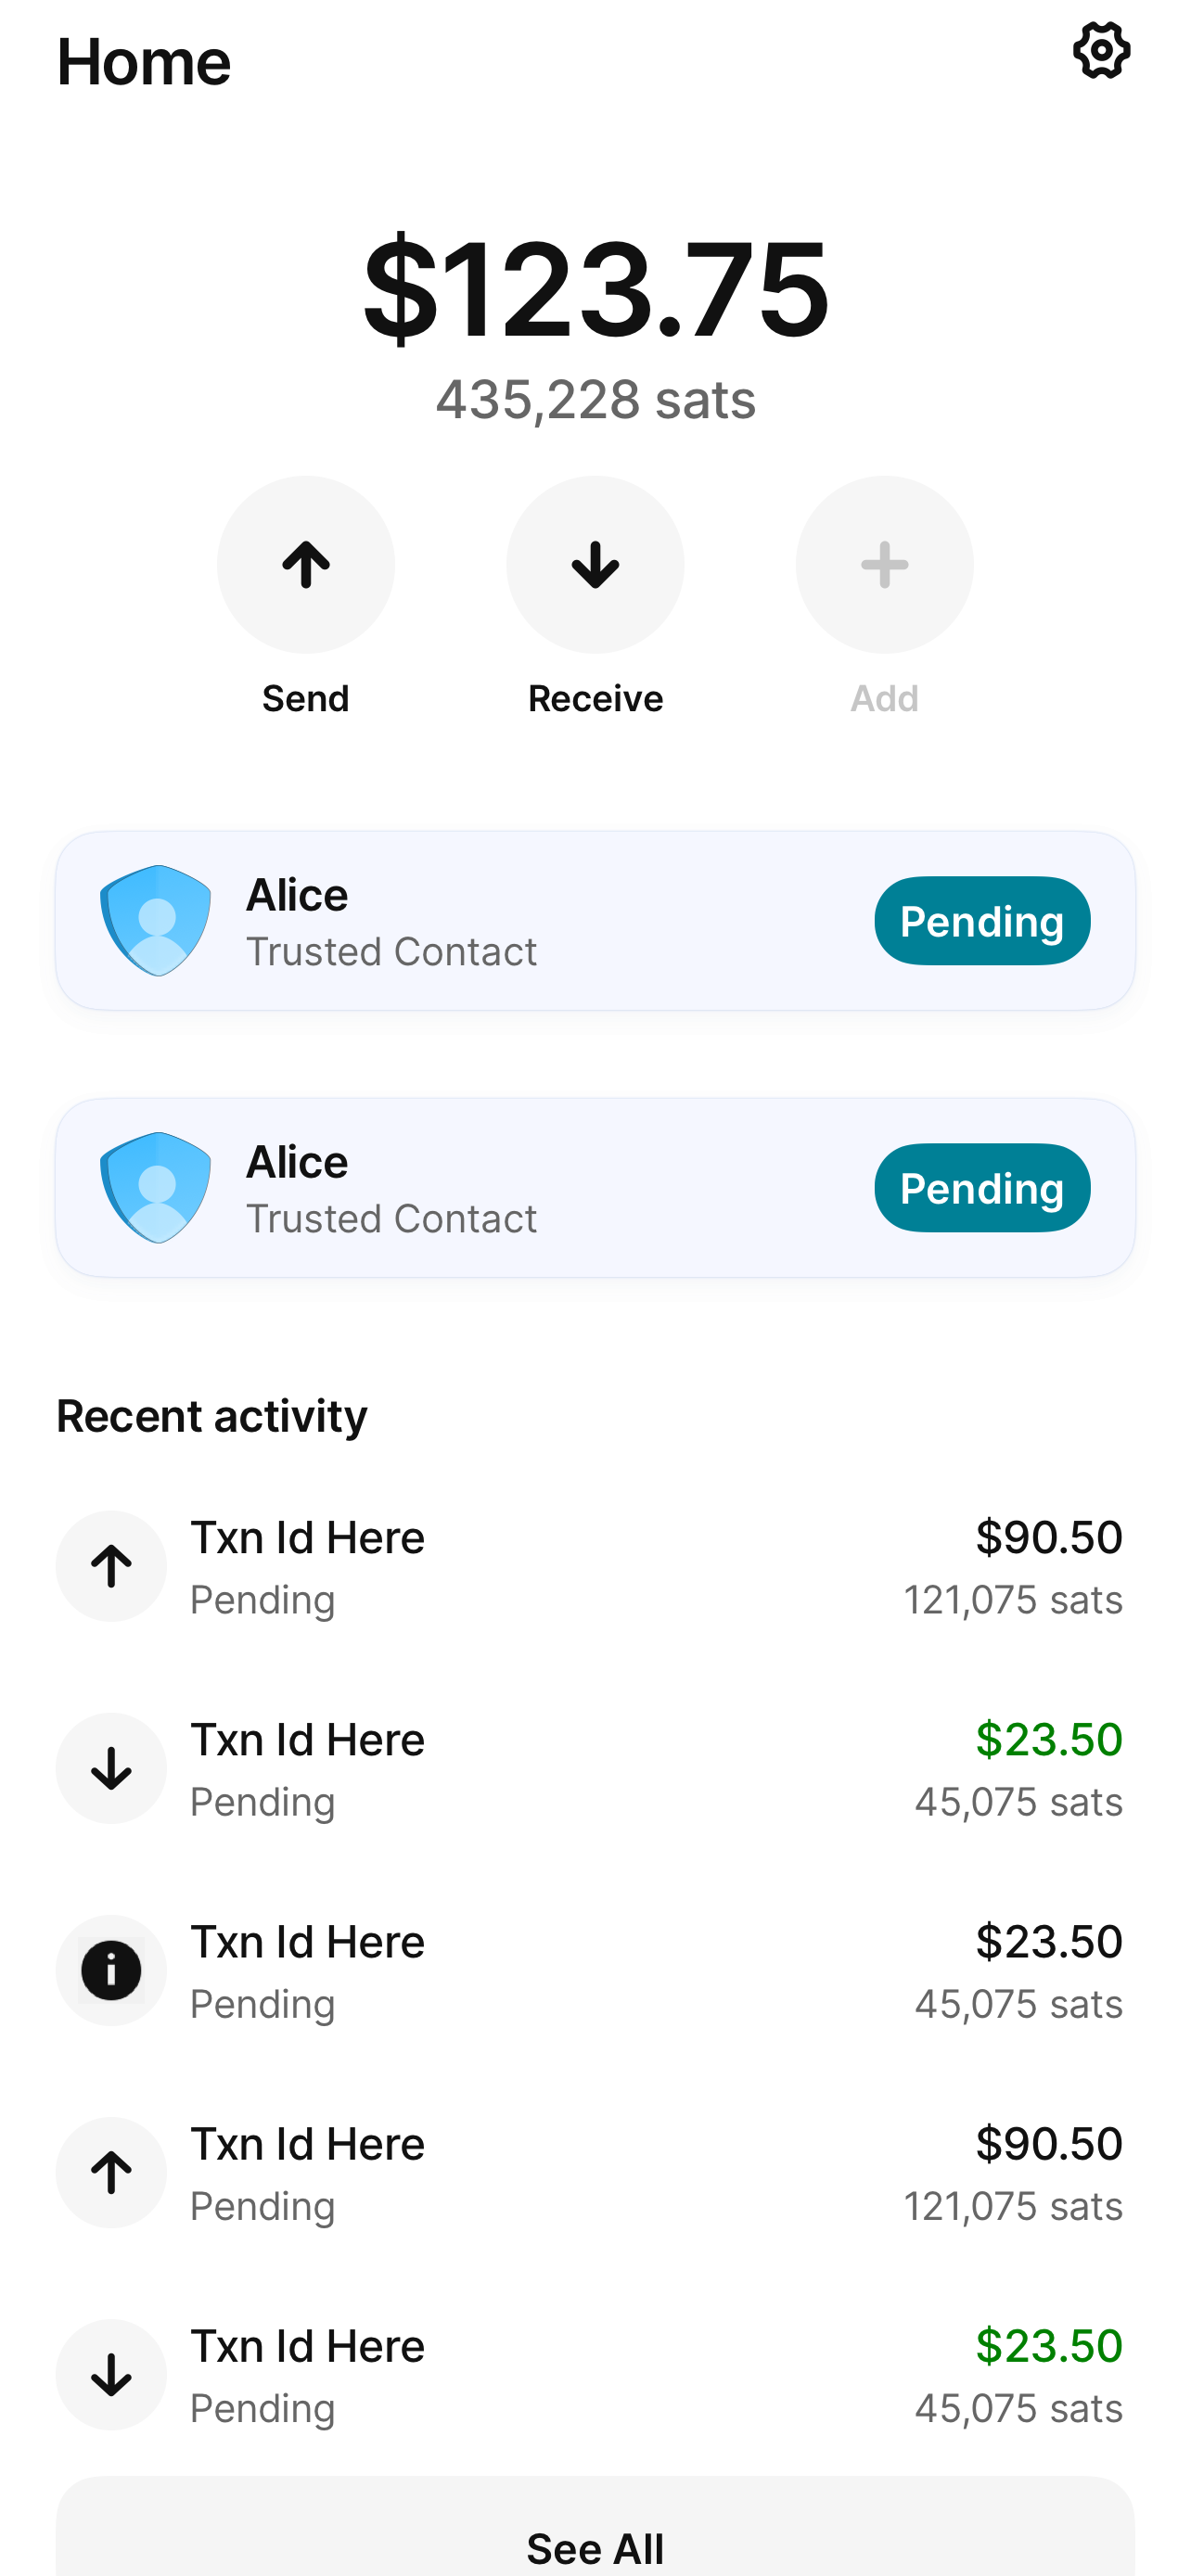 Home
$123.75
435,228 sats
Send
Receive
Add
Alice
Trusted Contact
Pending
Alice
Trusted Contact
Pending
Recent activity
Txn Id Here
$90.50
Pending
121,075 sats
Txn Id Here
$23.50
Pending
45,075 sats
Txn Id Here
$23.50
Pending
45,075 sats
Txn Id Here
$90.50
Pending
121,075 sats
Txn Id Here
$23.50
Pending
45,075 sats
See All